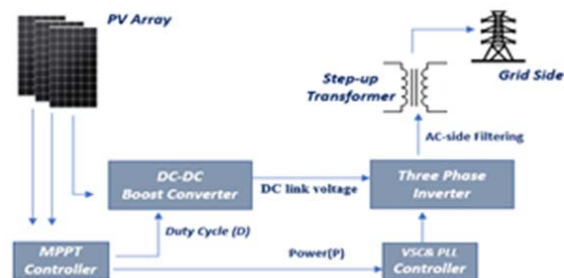 PV Array
Step-up
Transformer
Grid Side
AC-side Filtering
DC-DC
Boost Converter
DC link voltage
Three Phase
Inverter
Duty Cycle (D)
MPPT
Controller
Power(P)
VSC& PLL
Controller